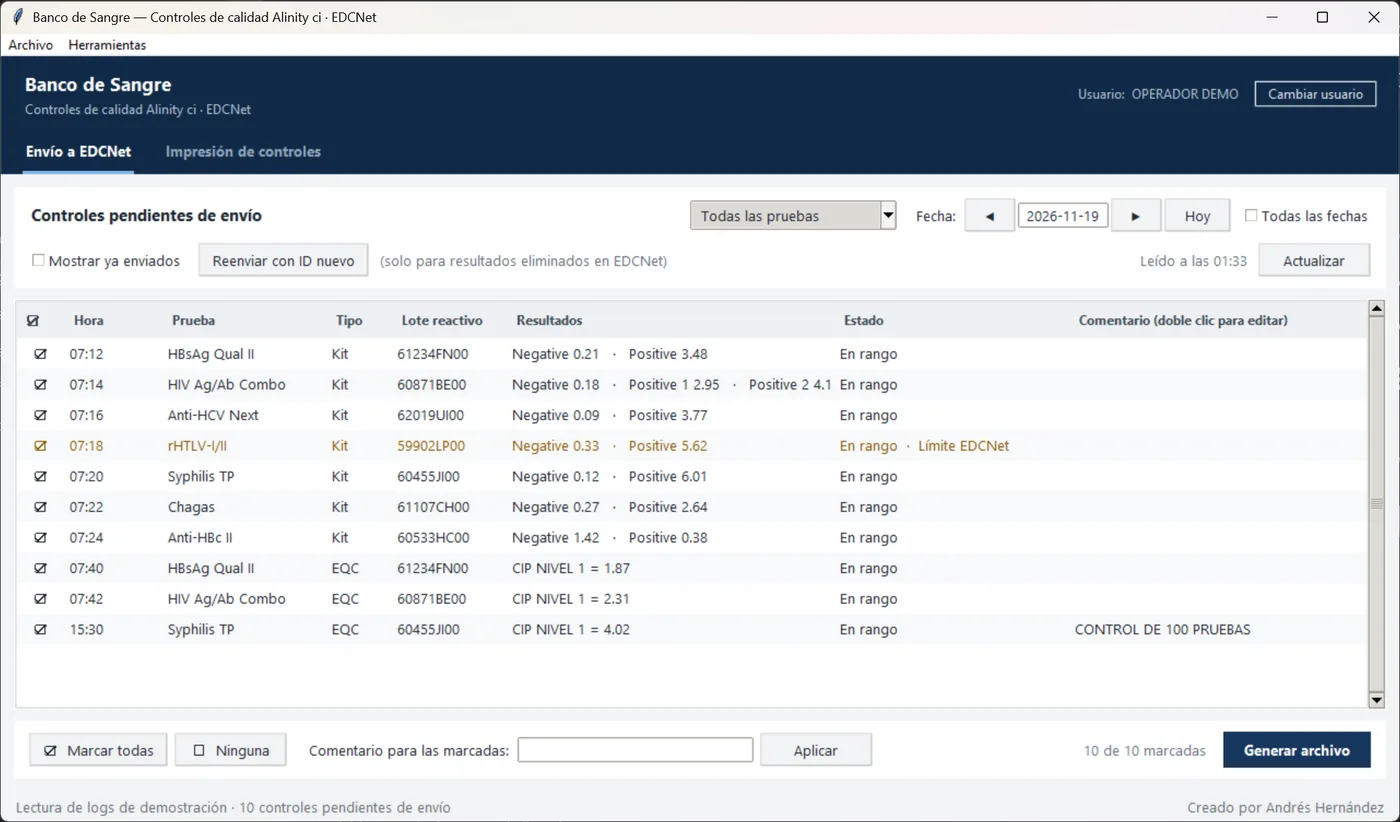 Banco de Sangre — Controles de calidad Alinity ci · EDCNet
Archivo Herramientas
Banco de Sangre
Controles de calidad Alinity ci · EDCNet
Usuario: OPERADOR DEMO Cambiar usuario
Envío a EDCNet Impresión de controles
Controles pendientes de envío Todas las pruebas Fecha: ◄ 2026-11-19 ► Hoy Todas las fechas
Mostrar ya enviados Reenviar con ID nuevo (solo para resultados eliminados en EDCNet) Leído a las 01:33 Actualizar
Hora Prueba Tipo Lote reactivo Resultados Estado Comentario (doble clic para editar)
07:12 HBsAg Qual II Kit 61234FN00 Negative 0.21 · Positive 3.48 En rango
07:14 HIV Ag/Ab Combo Kit 60871BE00 Negative 0.18 · Positive 1 2.95 · Positive 2 4.1 En rango
07:16 Anti-HCV Next Kit 62019UI00 Negative 0.09 · Positive 3.77 En rango
07:18 rHTLV-I/II Kit 59902LP00 Negative 0.33 · Positive 5.62 En rango · Límite EDCNet
07:20 Syphilis TP Kit 60455JI00 Negative 0.12 · Positive 6.01 En rango
07:22 Chagas Kit 61107CH00 Negative 0.27 · Positive 2.64 En rango
07:24 Anti-HBc II Kit 60533HC00 Negative 1.42 · Positive 0.38 En rango
07:40 HBsAg Qual II EQC 61234FN00 CIP NIVEL 1 = 1.87 En rango
07:42 HIV Ag/Ab Combo EQC 60871BE00 CIP NIVEL 1 = 2.31 En rango
15:30 Syphilis TP EQC 60455JI00 CIP NIVEL 1 = 4.02 En rango CONTROL DE 100 PRUEBAS
Marcar todas Ninguna Comentario para las marcadas: Aplicar 10 de 10 marcadas Generar archivo
Lectura de logs de demostración · 10 controles pendientes de envío Creado por Andrés Hernández